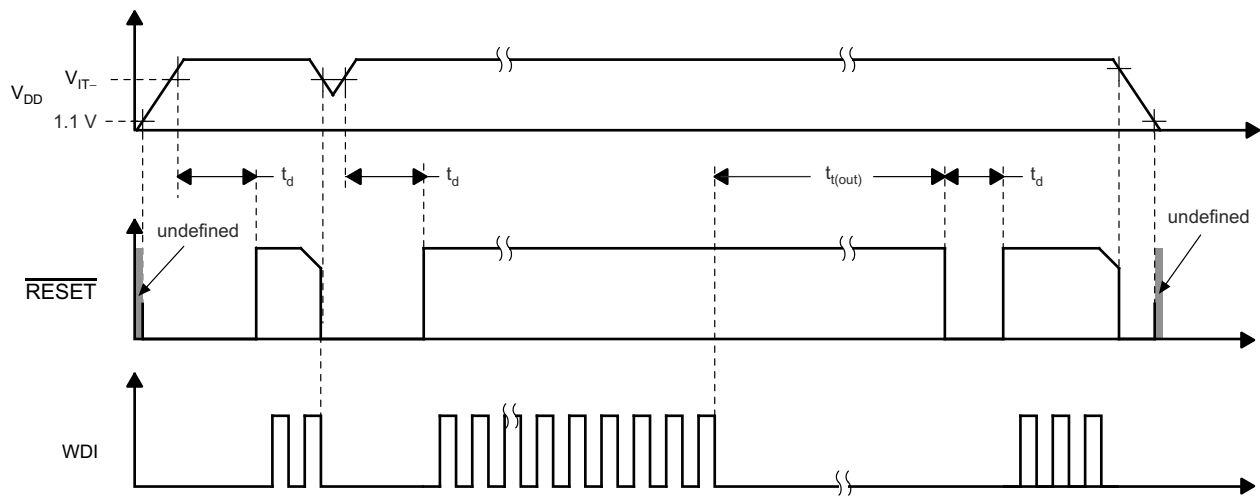 V_IT–
V_DD
1.1 V
t_d
t_d
t_t(out)
t_d
undefined
undefined
RESET
WDI